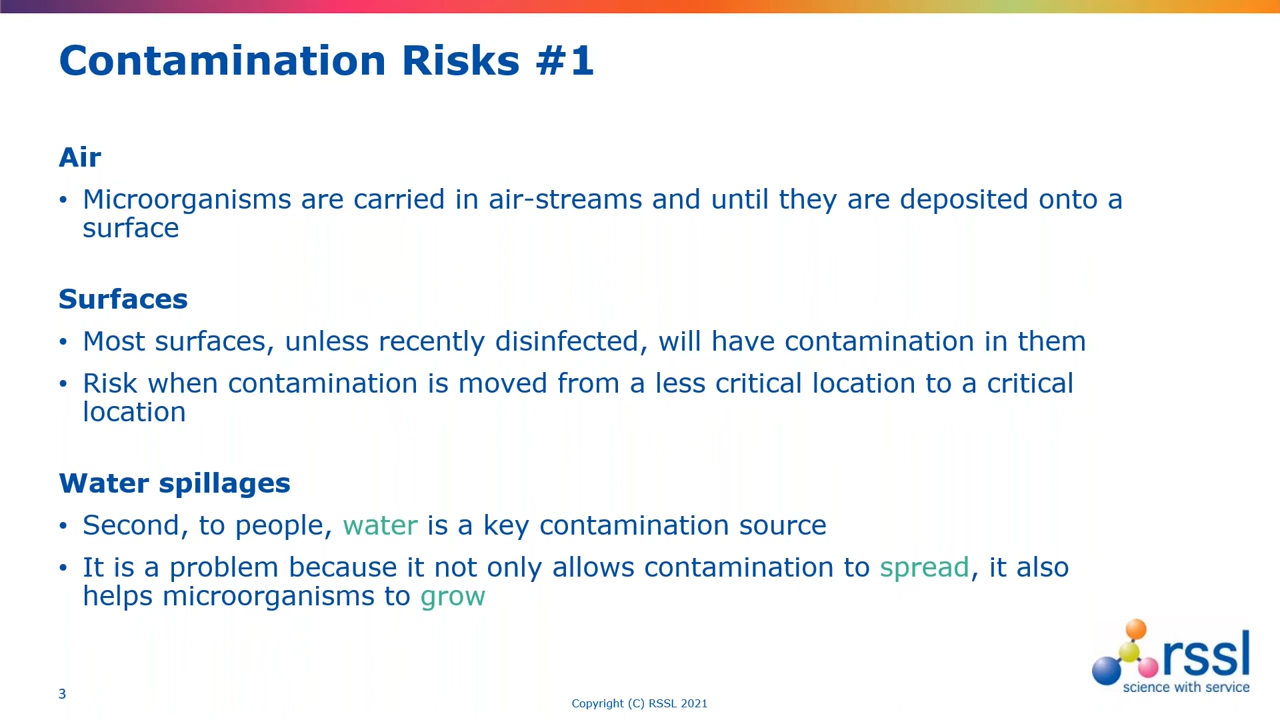 Contamination Risks #1
Air
• Microorganisms are carried in air-streams and until they are deposited onto a
surface
Surfaces
• Most surfaces, unless recently disinfected, will have contamination in them
• Risk when contamination is moved from a less critical location to a critical
location
Water spillages
• Second, to people, water is a key contamination source
• It is a problem because it not only allows contamination to spread, it also
helps microorganisms to grow
rssl
science with service
3
Copyright (C) RSSL 2021